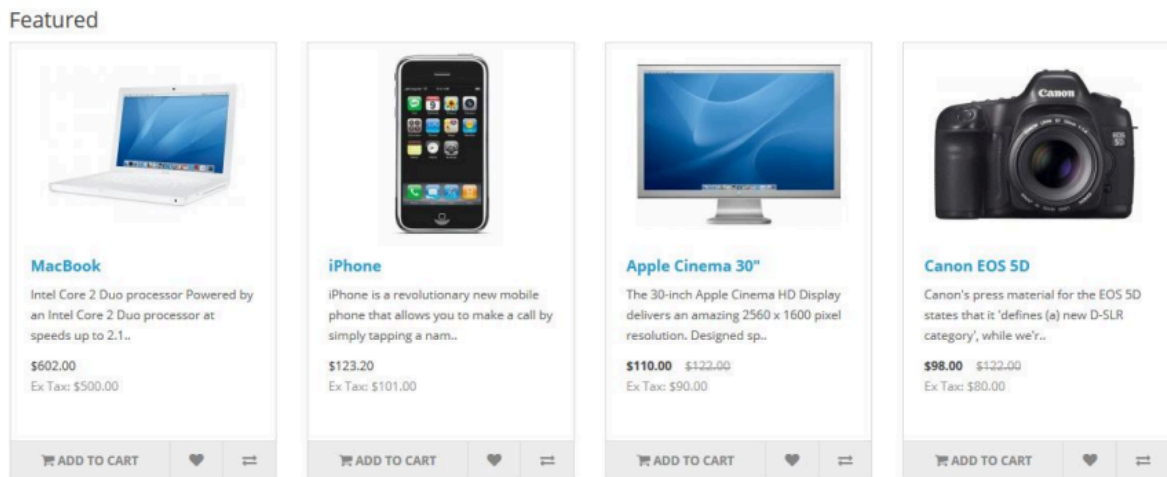 Featured
MacBook
Intel Core 2 Duo processor Powered by
an Intel Core 2 Duo processor at
speeds up to 2.1..
$602.00
Ex Tax: $500.00
ADD TO CART
iPhone
iPhone is a revolutionary new mobile
phone that allows you to make a call by
simply tapping a nam..
$123.20
Ex Tax: $101.00
ADD TO CART
Apple Cinema 30"
The 30-inch Apple Cinema HD Display
delivers an amazing 2560 x 1600 pixel
resolution. Designed sp..
$110.00 $122.00
Ex Tax: $90.00
ADD TO CART
Canon
EOS
5D
Canon EOS 5D
Canon's press material for the EOS 5D
states that it 'defines (a) new D-SLR
category', while we'r..
$98.00 $122.00
Ex Tax: $80.00
ADD TO CART